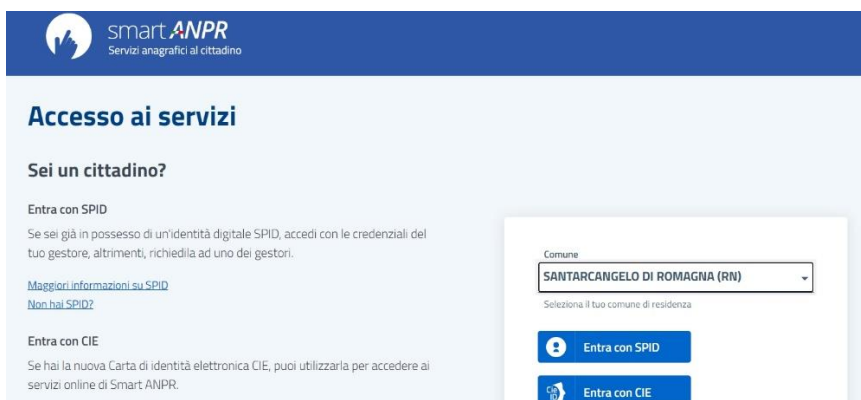 smart ANPR
Servizi anagrafici al cittadino
Accesso ai servizi
Sei un cittadino?
Entra con SPID
Se sei già in possesso di un'identità digitale SPID, accedi con le credenziali del
tuo gestore, altrimenti, richiedila ad uno dei gestori.
Maggiori informazioni su SPID
Non hai SPID?
Entra con CIE
Se hai la nuova Carta di identità elettronica CIE, puoi utilizzarla per accedere ai
servizi online di Smart ANPR.
Comune
SANTARCANGELO DI ROMAGNA (RN)
Seleziona il tuo comune di residenza
Entra con SPID
Cie ID
Entra con CIE